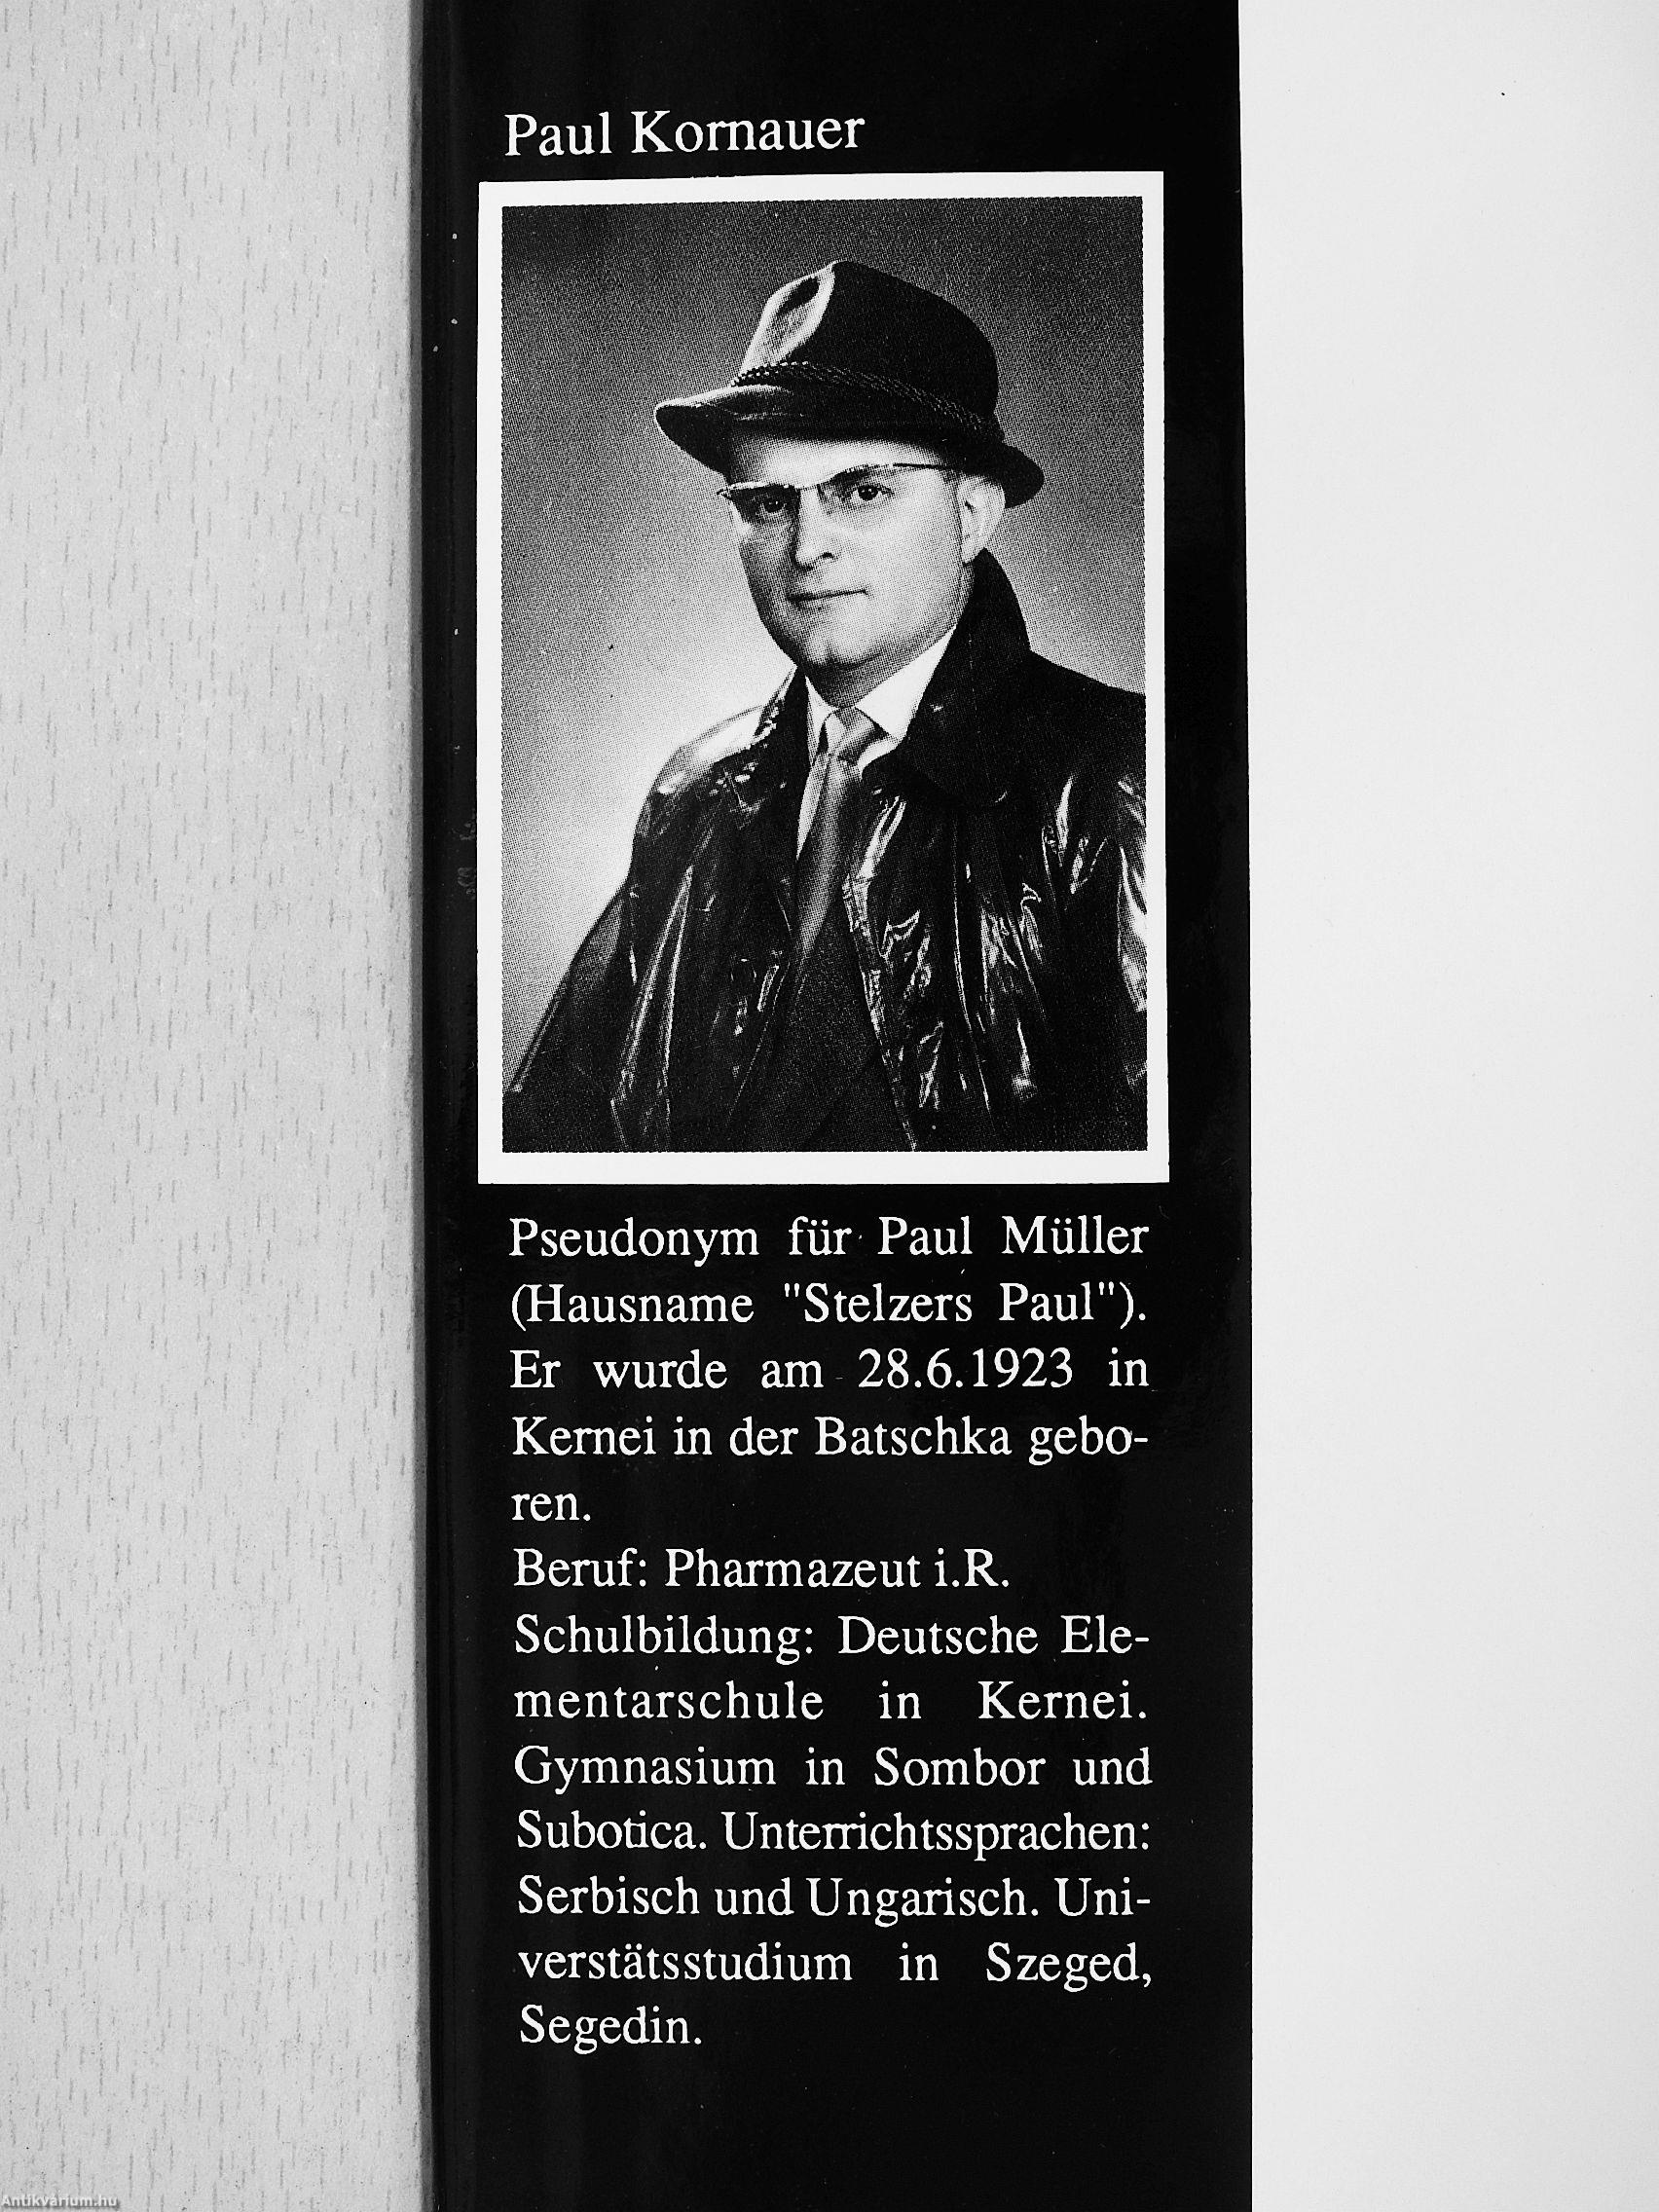 Paul Kornauer
Pseudonym für Paul Müller
(Hausname "Stelzers Paul").
Er wurde am 28.6.1923 in
Kernei in der Batschka gebo-
ren.
Beruf: Pharmazeut i.R.
Schulbildung: Deutsche Ele-
mentarschule in Kernei.
Gymnasium in Sombor und
Subotica. Unterrichtssprachen:
Serbisch und Ungarisch. Uni-
verstätsstudium in Szeged,
Segedin.
Antikvárium.hu